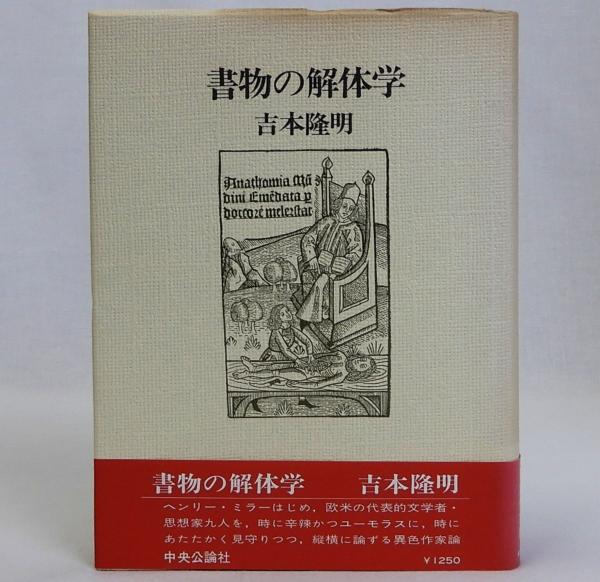 書物の解体学
吉本隆明
Anathomia Mū
dini Emēdata ꝑ
doctorē melerstat
書物の解体学 吉本隆明
ヘンリー・ミラーはじめ，欧米の代表的文学者・
思想家九人を，時に辛辣かつユーモラスに，時に
あたたかく見守りつつ，縦横に論ずる異色作家論
中央公論社 ￥1250